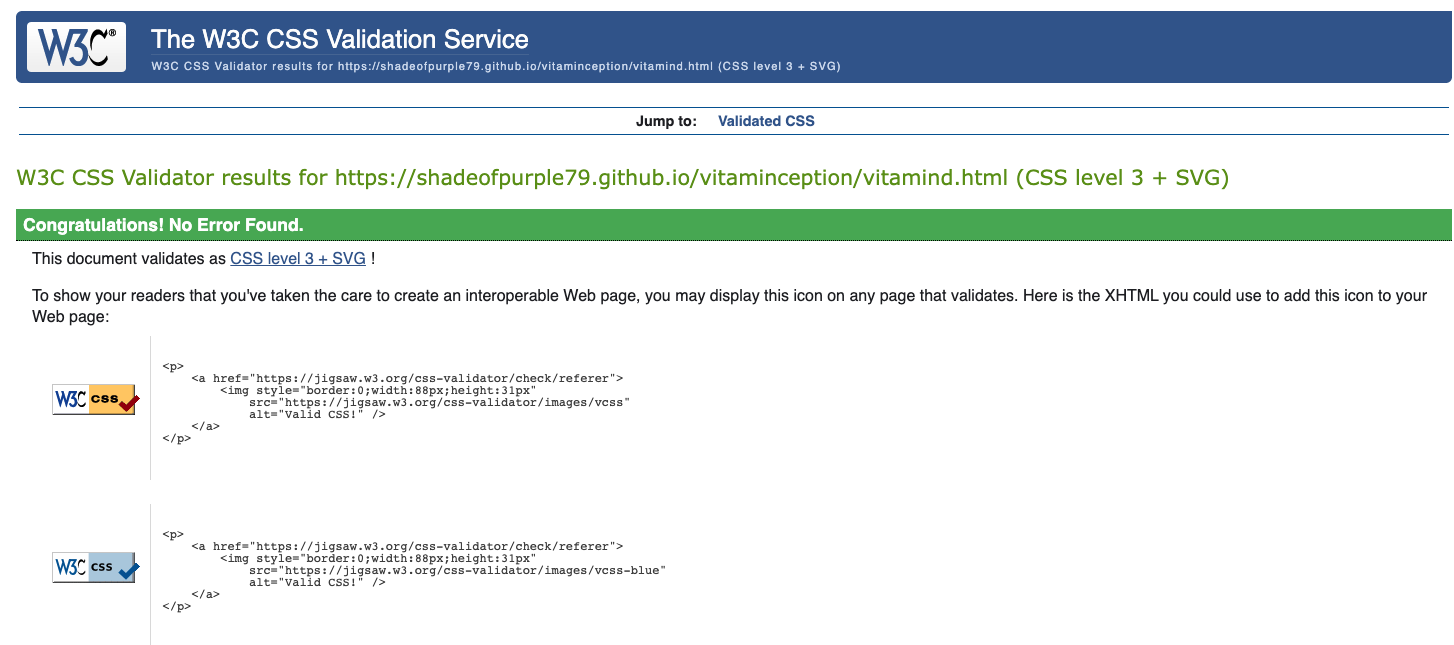 W3C®
The W3C CSS Validation Service
W3C CSS Validator results for https://shadeofpurple79.github.io/vitaminception/vitamind.html (CSS level 3 + SVG)
Jump to: Validated CSS
W3C CSS Validator results for https://shadeofpurple79.github.io/vitaminception/vitamind.html (CSS level 3 + SVG)
Congratulations! No Error Found.
This document validates as CSS level 3 + SVG !
To show your readers that you've taken the care to create an interoperable Web page, you may display this icon on any page that validates. Here is the XHTML you could use to add this icon to your
Web page:
<p>
<a href="https://jigsaw.w3.org/css-validator/check/referer">
<img style="border:0;width:88px;height:31px"
src="https://jigsaw.w3.org/css-validator/images/vcss"
alt="Valid CSS!" />
</a>
</p>
W3C CSS
<p>
<a href="https://jigsaw.w3.org/css-validator/check/referer">
<img style="border:0;width:88px;height:31px"
src="https://jigsaw.w3.org/css-validator/images/vcss-blue"
alt="Valid CSS!" />
</a>
</p>
W3C CSS